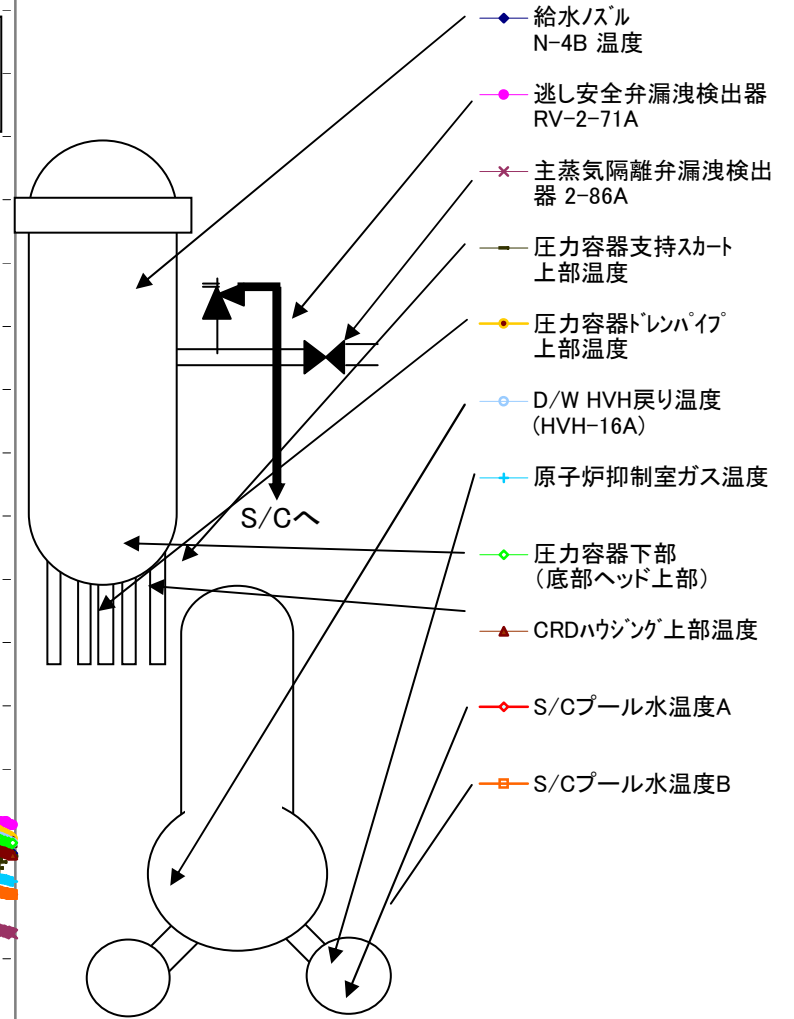 給水ﾉｽﾞﾙ
N-4B 温度
逃し安全弁漏洩検出器
RV-2-71A
主蒸気隔離弁漏洩検出
器 2-86A
圧力容器支持ｽｶｰﾄ
上部温度
圧力容器ﾄﾞﾚﾝﾊﾟｲﾌﾟ
上部温度
D/W HVH戻り温度
(HVH-16A)
原子炉抑制室ガス温度
S/Cへ
圧力容器下部
（底部ヘッド上部）
CRDﾊｳｼﾞﾝｸﾞ上部温度
S/Cプール水温度A
S/Cプール水温度B